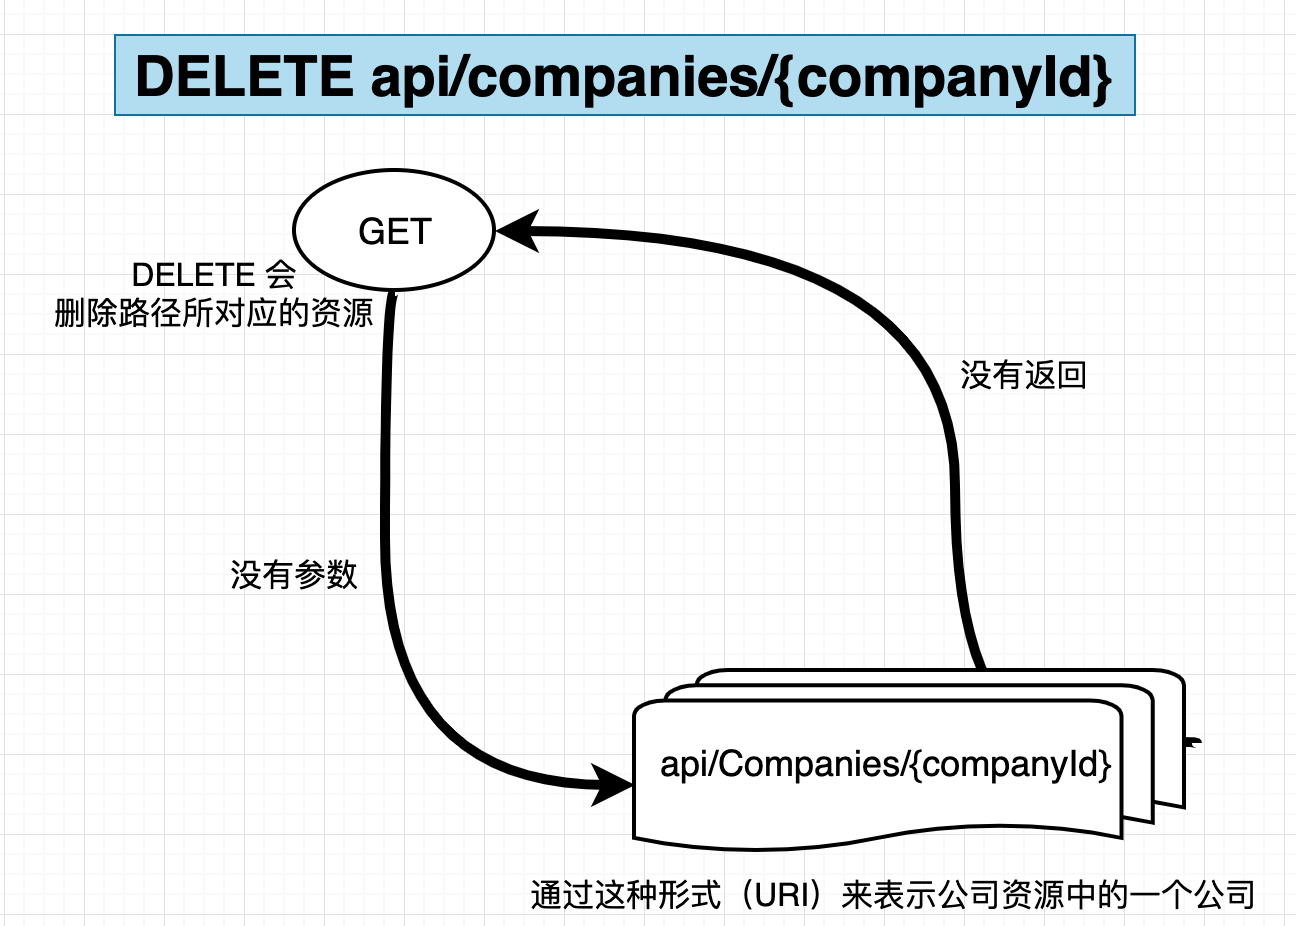 DELETE api/companies/{companyId}
GET
DELETE 会
删除路径所对应的资源
没有返回
没有参数
api/Companies/{companyId}
通过这种形式（URI）来表示公司资源中的一个公司